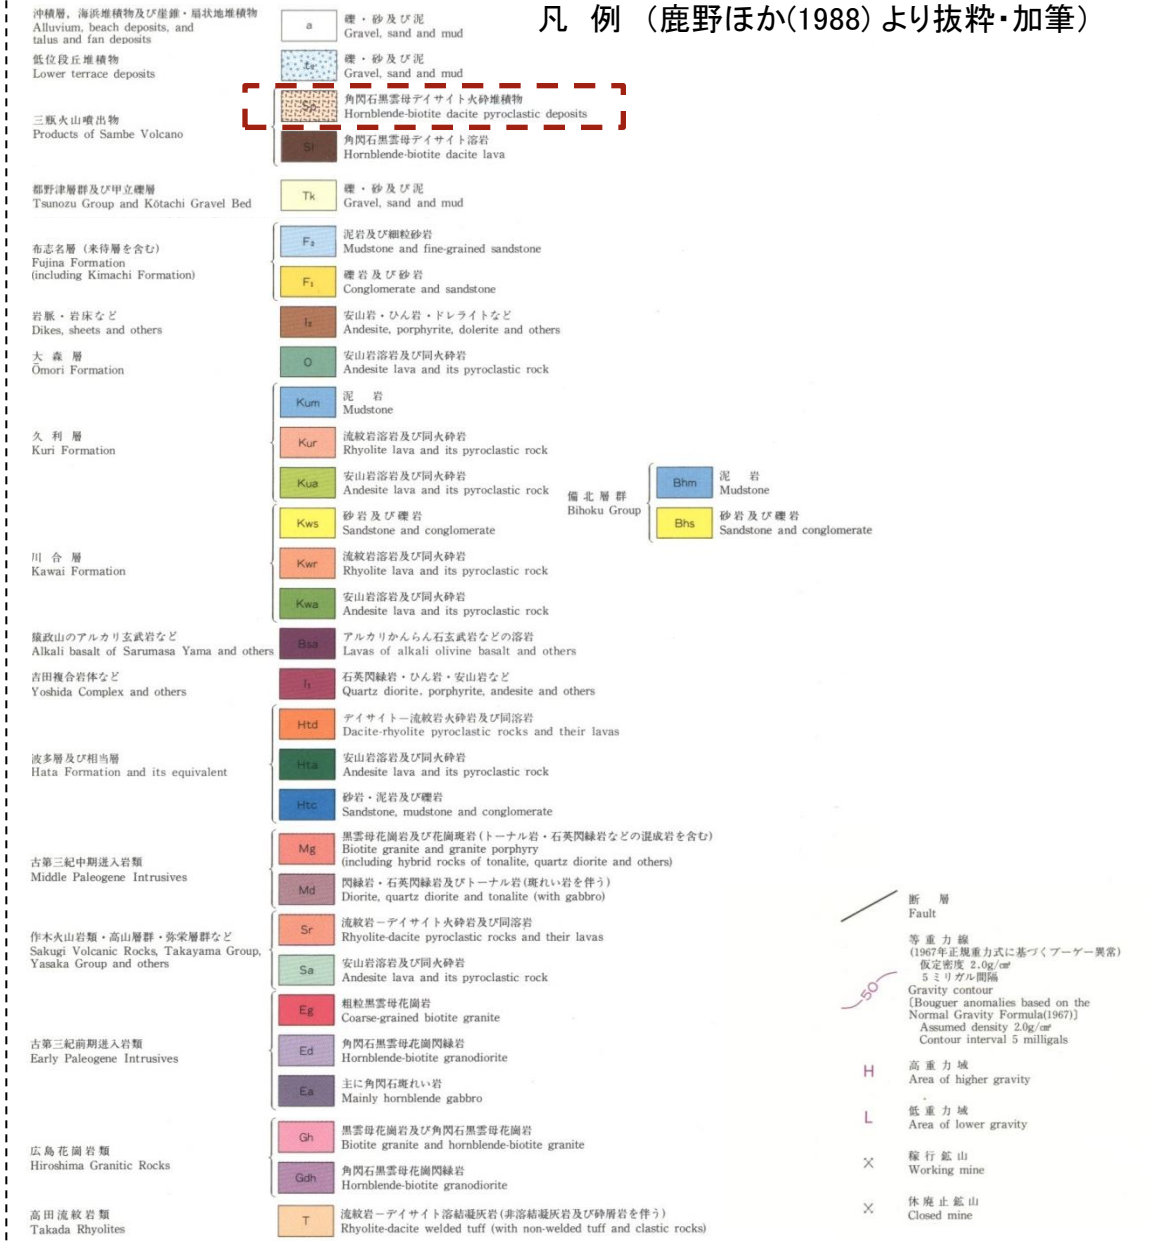 凡 例 （鹿野ほか(1988) より抜粋・加筆）
沖積層，海浜堆積物及び崖錐・扇状地堆積物
Alluvium, beach deposits, and
talus and fan deposits
a
礫・砂及び泥
Gravel, sand and mud
低位段丘堆積物
Lower terrace deposits
礫・砂及び泥
Gravel, sand and mud
三瓶火山噴出物
Products of Sambe Volcano
Sp
角閃石黒雲母デイサイト火砕堆積物
Hornblende-biotite dacite pyroclastic deposits
Sl
角閃石黒雲母デイサイト溶岩
Hornblende-biotite dacite lava
都野津層群及び甲立礫層
Tsunozu Group and Kōtachi Gravel Bed
Tk
礫・砂及び泥
Gravel, sand and mud
布志名層（来待層を含む）
Fujina Formation
(including Kimachi Formation)
F₂
泥岩及び細粒砂岩
Mudstone and fine-grained sandstone
F₁
礫岩及び砂岩
Conglomerate and sandstone
岩脈・岩床など
Dikes, sheets and others
I₂
安山岩・ひん岩・ドレライトなど
Andesite, porphyrite, dolerite and others
大森層
Ōmori Formation
O
安山岩溶岩及び同火砕岩
Andesite lava and its pyroclastic rock
久利層
Kuri Formation
Kum
泥岩
Mudstone
Kur
流紋岩溶岩及び同火砕岩
Rhyolite lava and its pyroclastic rock
Kua
安山岩溶岩及び同火砕岩
Andesite lava and its pyroclastic rock
備北層群
Bihoku Group
Bhm
泥岩
Mudstone
Bhs
砂岩及び礫岩
Sandstone and conglomerate
川合層
Kawai Formation
Kws
砂岩及び礫岩
Sandstone and conglomerate
Kwr
流紋岩溶岩及び同火砕岩
Rhyolite lava and its pyroclastic rock
Kwa
安山岩溶岩及び同火砕岩
Andesite lava and its pyroclastic rock
猿政山のアルカリ玄武岩など
Alkali basalt of Sarumasa Yama and others
Bsa
アルカリかんらん石玄武岩などの溶岩
Lavas of alkali olivine basalt and others
吉田複合岩体など
Yoshida Complex and others
I₁
石英閃緑岩・ひん岩・安山岩など
Quartz diorite, porphyrite, andesite and others
波多層及び相当層
Hata Formation and its equivalent
Htd
デイサイト－流紋岩火砕岩及び同溶岩
Dacite-rhyolite pyroclastic rocks and their lavas
Hta
安山岩溶岩及び同火砕岩
Andesite lava and its pyroclastic rock
Htc
砂岩・泥岩及び礫岩
Sandstone, mudstone and conglomerate
古第三紀中期迸入岩類
Middle Paleogene Intrusives
Mg
黒雲母花崗岩及び花崗斑岩(トーナル岩・石英閃緑岩などの混成岩を含む)
Biotite granite and granite porphyry
(including hybrid rocks of tonalite, quartz diorite and others)
Md
閃緑岩・石英閃緑岩及びトーナル岩(斑れい岩を伴う)
Diorite, quartz diorite and tonalite (with gabbro)
作木火山岩類・高山層群・弥栄層群など
Sakugi Volcanic Rocks, Takayama Group,
Yasaka Group and others
Sr
流紋岩－デイサイト火砕岩及び同溶岩
Rhyolite-dacite pyroclastic rocks and their lavas
Sa
安山岩溶岩及び同火砕岩
Andesite lava and its pyroclastic rock
古第三紀前期迸入岩類
Early Paleogene Intrusives
Eg
粗粒黒雲母花崗岩
Coarse-grained biotite granite
Ed
角閃石黒雲母花崗閃緑岩
Hornblende-biotite granodiorite
Ea
主に角閃石斑れい岩
Mainly hornblende gabbro
広島花崗岩類
Hiroshima Granitic Rocks
Gh
黒雲母花崗岩及び角閃石黒雲母花崗岩
Biotite granite and hornblende-biotite granite
Gdh
角閃石黒雲母花崗閃緑岩
Hornblende-biotite granodiorite
高田流紋岩類
Takada Rhyolites
T
流紋岩－デイサイト溶結凝灰岩(非溶結凝灰岩及び砕屑岩を伴う)
Rhyolite-dacite welded tuff (with non-welded tuff and clastic rocks)
断層
Fault
50
等重力線
(1967年正規重力式に基づくブーゲー異常)
仮定密度 2.0g/cm³
5ミリガル間隔
Gravity contour
[Bouguer anomalies based on the
Normal Gravity Formula(1967)]
Assumed density 2.0g/cm³
Contour interval 5 milligals
H
高重力域
Area of higher gravity
L
低重力域
Area of lower gravity
稼行鉱山
Working mine
休廃止鉱山
Closed mine